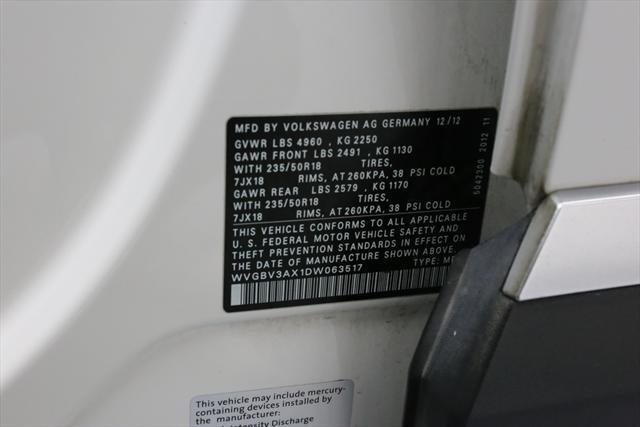 MFD BY VOLKSWAGEN AG GERMANY 12/12
GVWR LBS 4960 , KG 2250
GAWR FRONT LBS 2491 , KG 1130
WITH 235/50R18 TIRES,
7JX18 RIMS, AT 260KPA, 38 PSI COLD
GAWR REAR LBS 2579 , KG 1170
WITH 235/50R18 TIRES,
7JX18 RIMS, AT 260KPA, 38 PSI COLD
THIS VEHICLE CONFORMS TO ALL APPLICABLE
U. S. FEDERAL MOTOR VEHICLE SAFETY AND
THEFT PREVENTION STANDARDS IN EFFECT ON
THE DATE OF MANUFACTURE SHOWN ABOVE.
WVGBV3AX1DW063517 TYPE: M
5042300 2012 11
This vehicle may include mercury-
containing devices installed by
the manufacturer:
Intensity Discharge